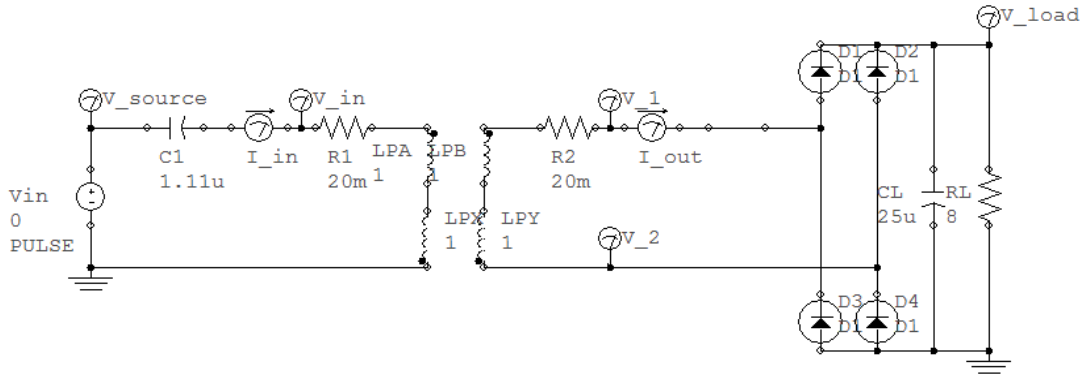 V_load
D1
D2
D1
D1
V_source
V_in
V_1
C1
1.11u
I_in
R1
20m
LPA
1
LPB
1
R2
20m
I_out
Vin
0
PULSE
LPX
1
LPY
1
V_2
CL
25u
RL
8
D3
D1
D4
D1